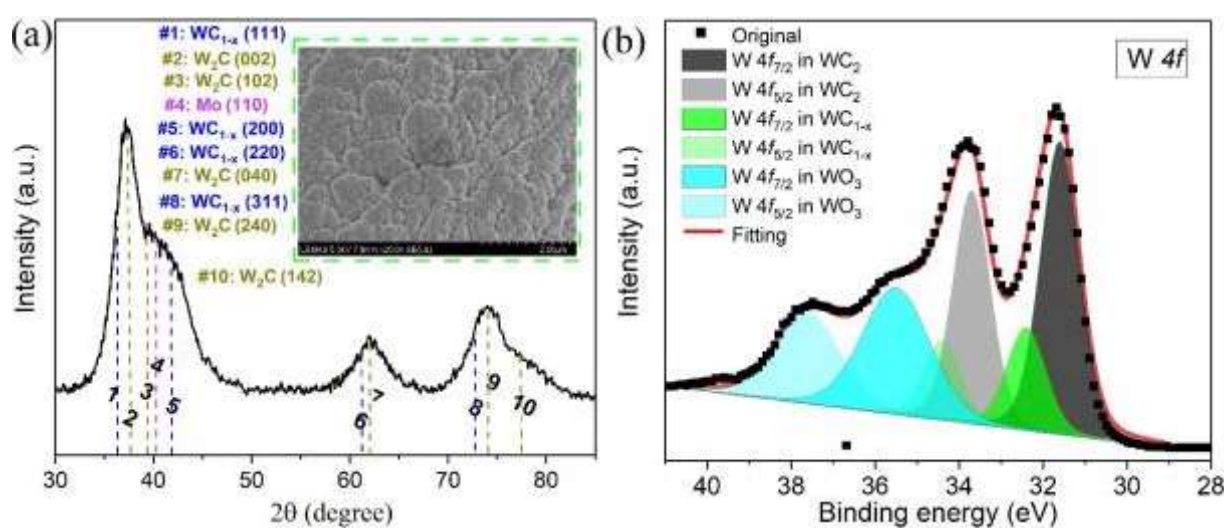 (a)
#1: WC1-x (111)
#2: W2C (002)
#3: W2C (102)
#4: Mo (110)
#5: WC1-x (200)
#6: WC1-x (220)
#7: W2C (040)
#8: WC1-x (311)
#9: W2C (240)
#10: W2C (142)
2.00μm
Intensity (a.u.)
1
2
3
4
5
6
7
8
9
10
30 40 50 60 70 80
2θ (degree)
(b)
Original
W 4f7/2 in WC2
W 4f5/2 in WC2
W 4f7/2 in WC1-x
W 4f5/2 in WC1-x
W 4f7/2 in WO3
W 4f5/2 in WO3
Fitting
W 4f
Intensity (a.u.)
40 38 36 34 32 30 28
Binding energy (eV)